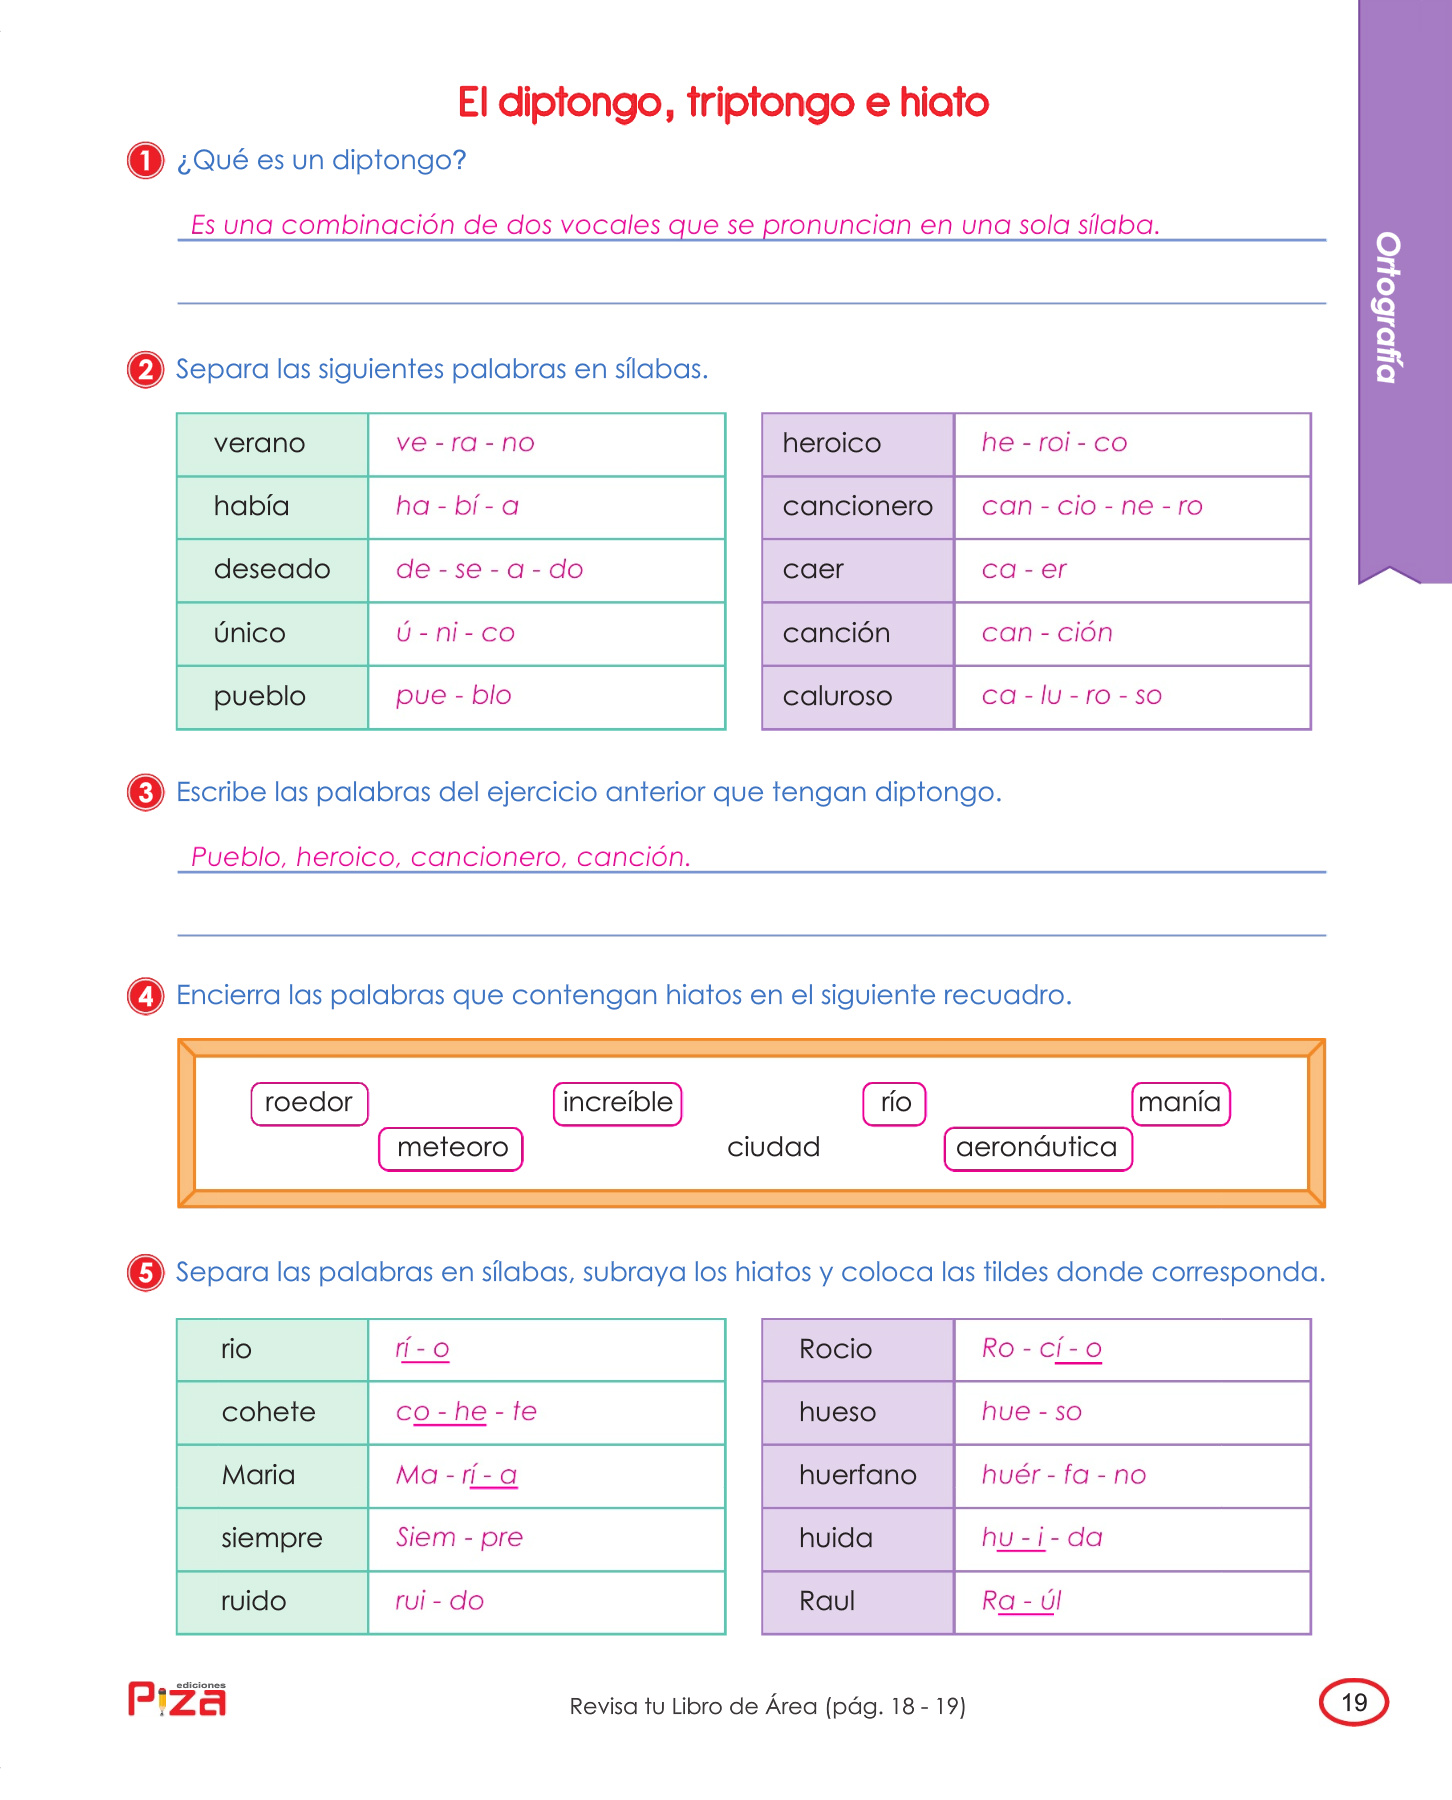 El diptongo, triptongo e hiato
1 ¿Qué es un diptongo?
Es una combinación de dos vocales que se pronuncian en una sola sílaba.
Ortografía
2 Separa las siguientes palabras en sílabas.
verano ve - ra - no
había ha - bí - a
deseado de - se - a - do
único ú - ni - co
pueblo pue - blo
heroico he - roi - co
cancionero can - cio - ne - ro
caer ca - er
canción can - ción
caluroso ca - lu - ro - so
3 Escribe las palabras del ejercicio anterior que tengan diptongo.
Pueblo, heroico, cancionero, canción.
4 Encierra las palabras que contengan hiatos en el siguiente recuadro.
roedor increíble río manía
meteoro ciudad aeronáutica
5 Separa las palabras en sílabas, subraya los hiatos y coloca las tildes donde corresponda.
rio rí - o
cohete co - he - te
Maria Ma - rí - a
siempre Siem - pre
ruido rui - do
Rocio Ro - cí - o
hueso hue - so
huerfano huér - fa - no
huida hu - i - da
Raul Ra - úl
ediciones
Piza
Revisa tu Libro de Área (pág. 18 - 19)
19